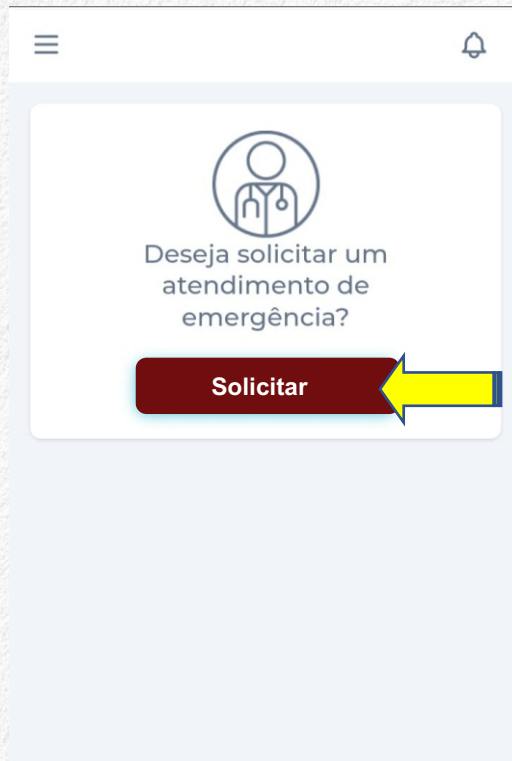 Deseja solicitar um
atendimento de
emergência?
Solicitar